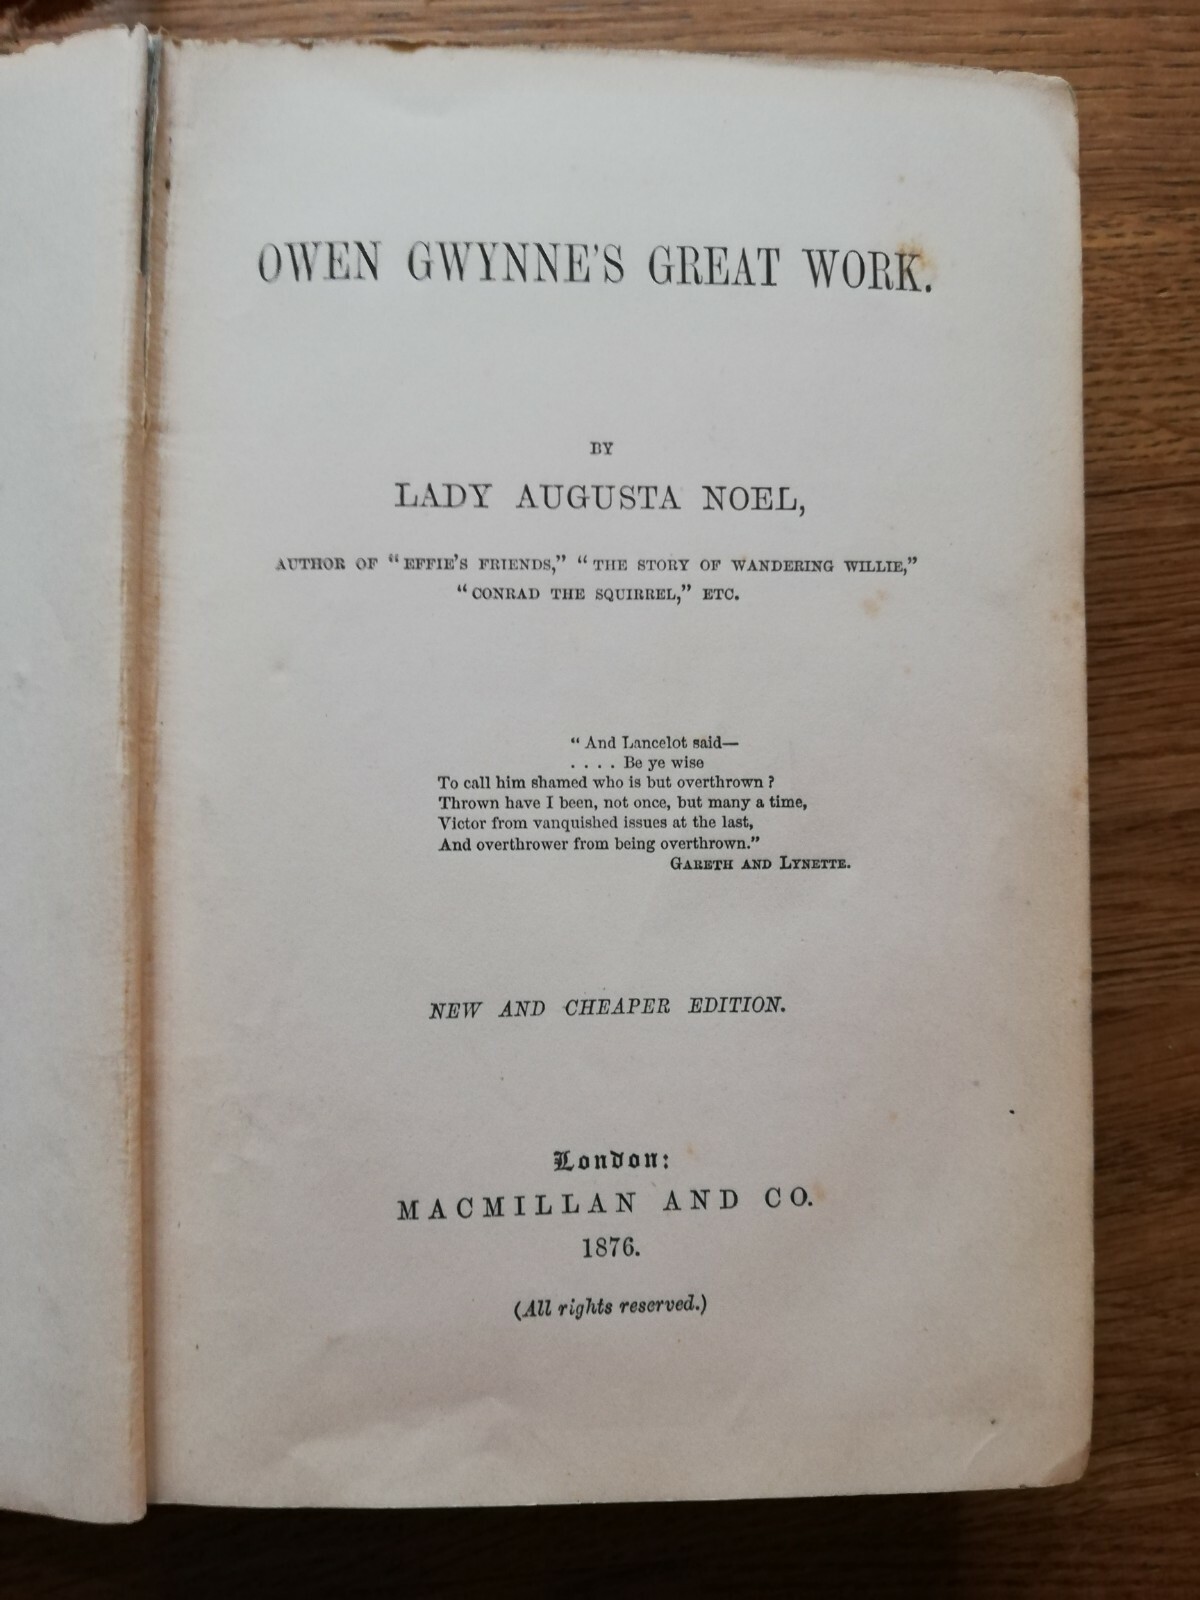 OWEN GWYNNE'S GREAT WORK.
BY
LADY AUGUSTA NOEL,
AUTHOR OF "EFFIE'S FRIENDS," "THE STORY OF WANDERING WILLIE,"
"CONRAD THE SQUIRREL," ETC.
"And Lancelot said—
. . . . Be ye wise
To call him shamed who is but overthrown?
Thrown have I been, not once, but many a time,
Victor from vanquished issues at the last,
And overthrower from being overthrown."
GARETH AND LYNETTE.
NEW AND CHEAPER EDITION.
London:
MACMILLAN AND CO.
1876.
(All rights reserved.)